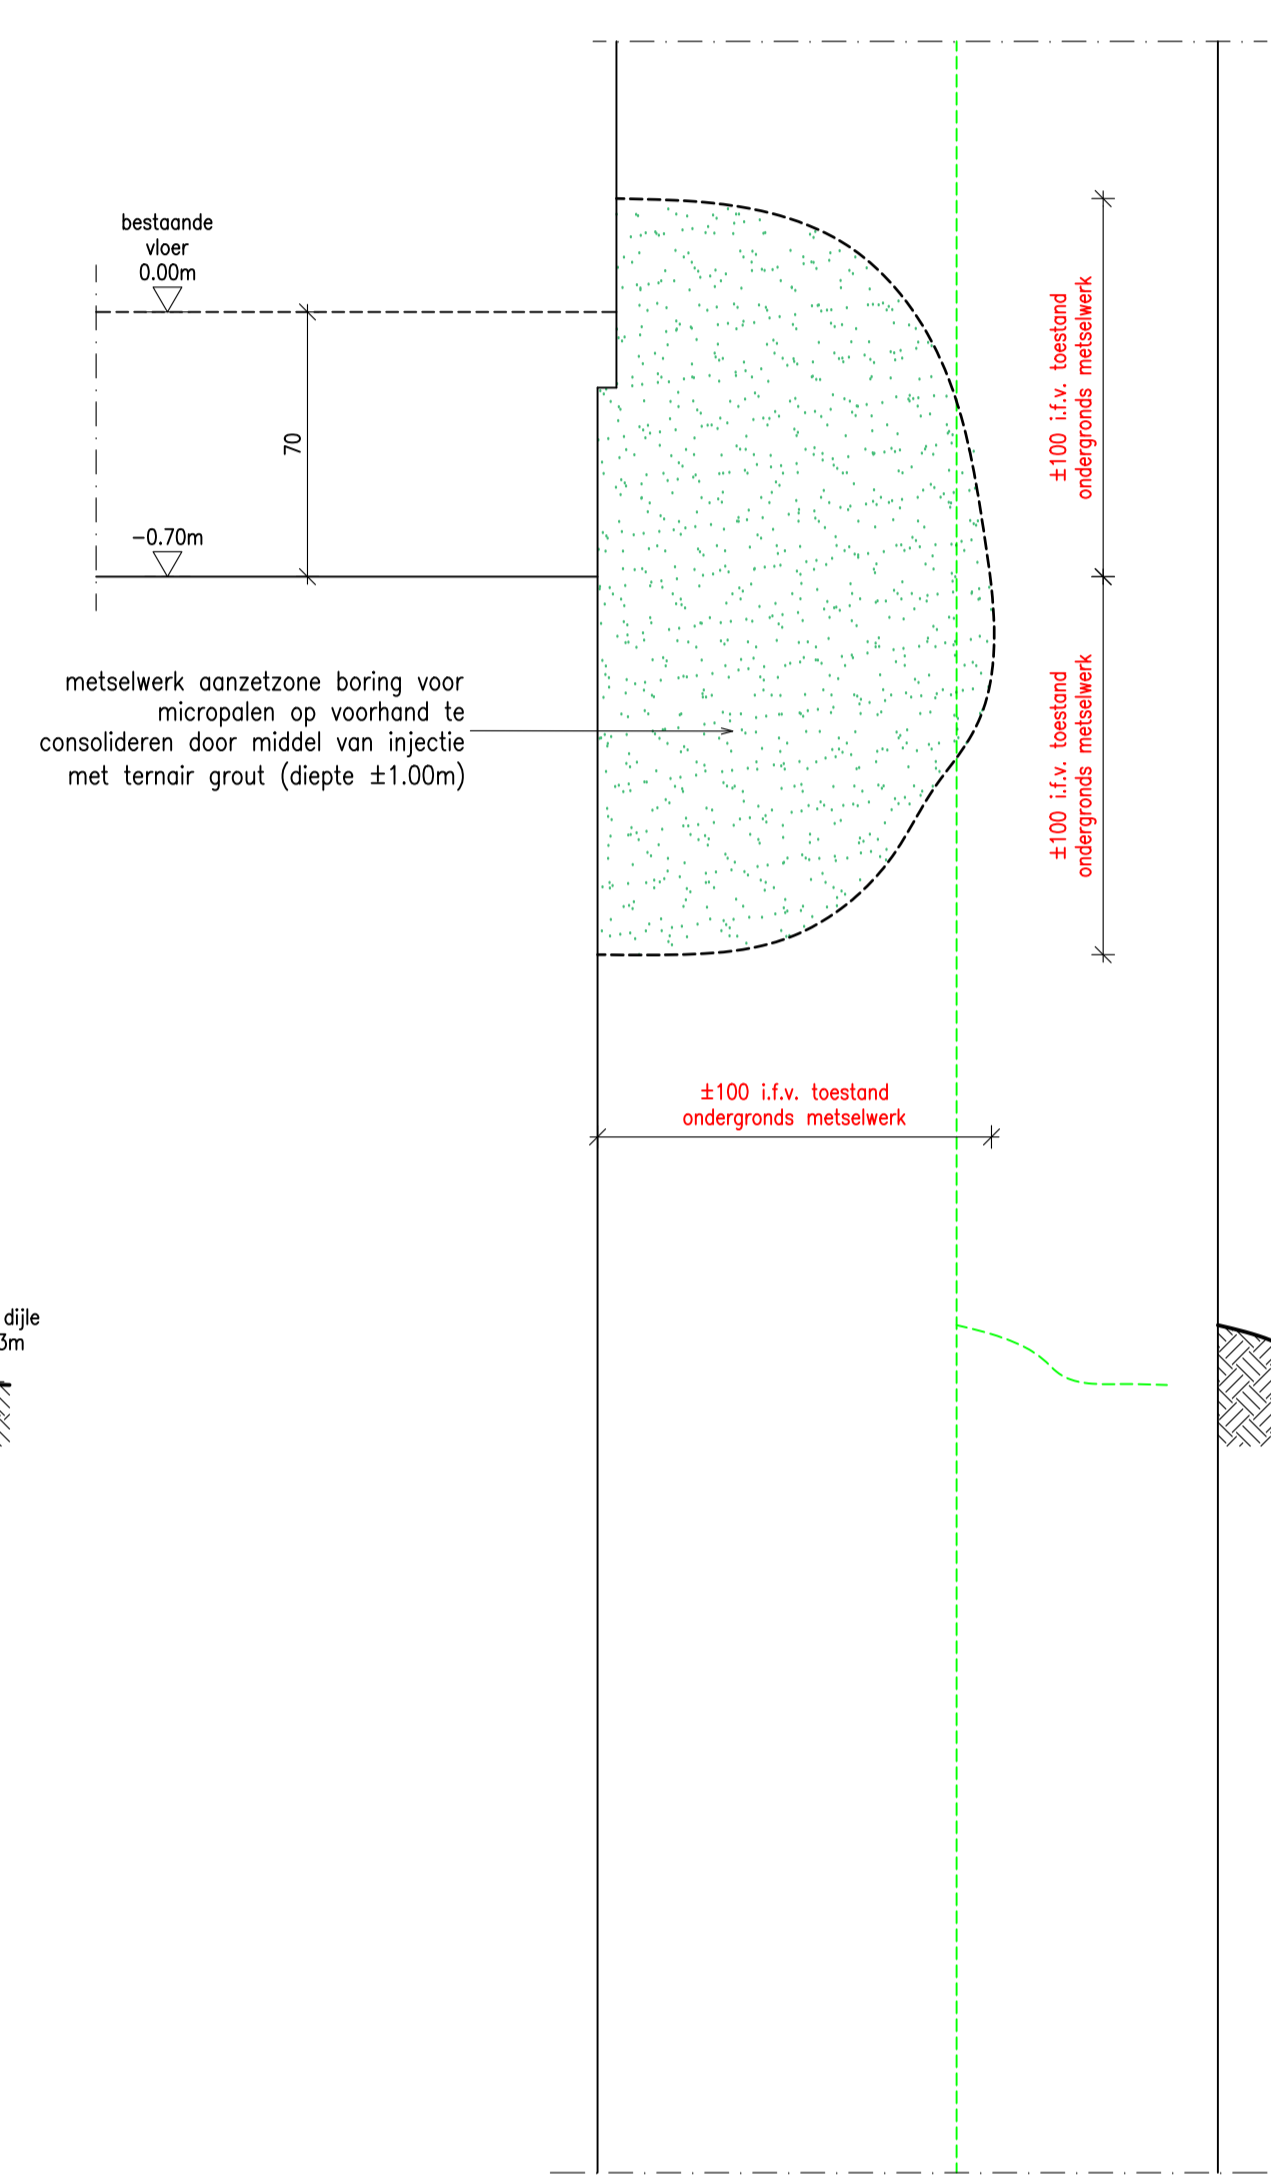 bestaande
vloer
0.00m
70
-0.70m
metselwerk aanzetzone boring voor
micropalen op voorhand te
consolideren door middel van injectie
met ternair grout (diepte ±1.00m)
±100 i.f.v. toestand
ondergronds metselwerk
±100 i.f.v. toestand
ondergronds metselwerk
±100 i.f.v. toestand
ondergronds metselwerk
dijle
3m